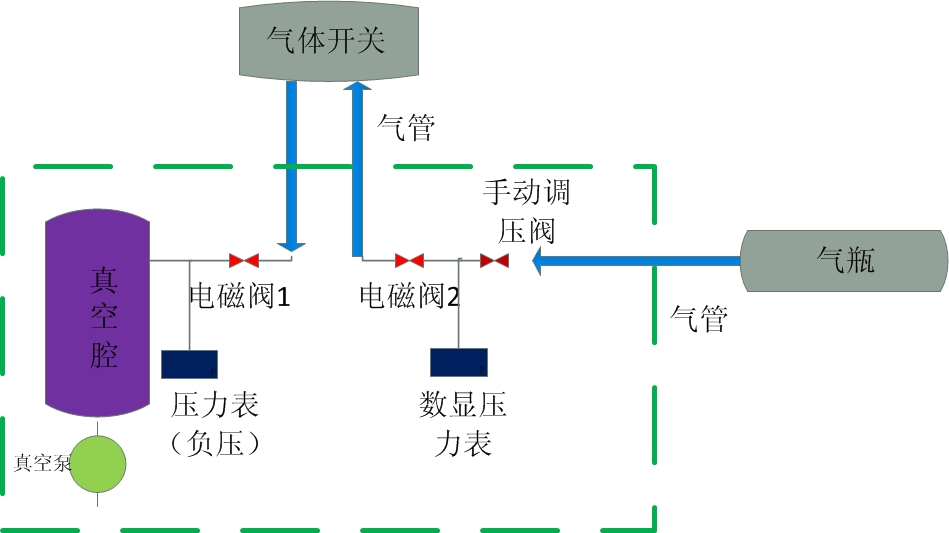 气体开关
气管
手动调
压阀
气瓶
真
空
腔
电磁阀1
电磁阀2
气管
压力表
（负压）
数显压
力表
真空泵